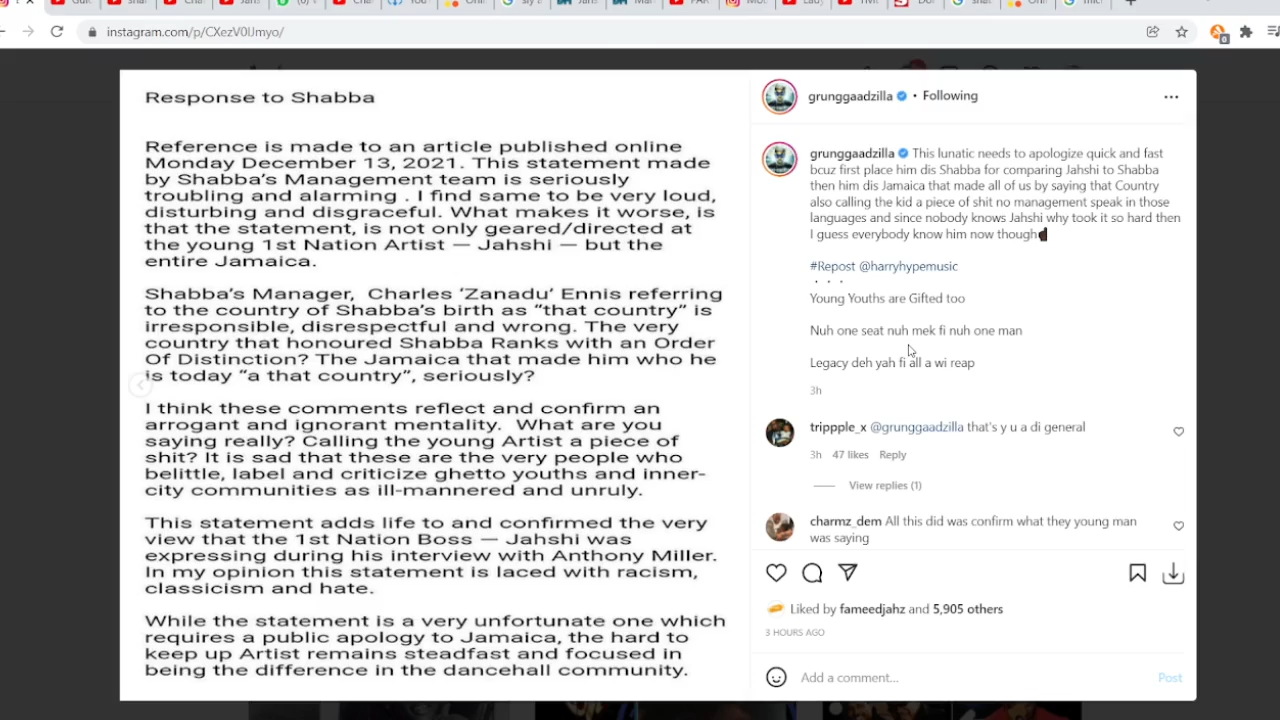 instagram.com/p/CXezV0lJmyo/
Response to Shabba
Reference is made to an article published online
Monday December 13, 2021. This statement made
by Shabba's Management team is seriously
troubling and alarming . I find same to be very loud,
disturbing and disgraceful. What makes it worse, is
that the statement, is not only geared/directed at
the young 1st Nation Artist — Jahshi — but the
entire Jamaica.
Shabba's Manager, Charles 'Zanadu' Ennis referring
to the country of Shabba's birth as "that country" is
irresponsible, disrespectful and wrong. The very
country that honoured Shabba Ranks with an Order
Of Distinction? The Jamaica that made him who he
is today "a that country", seriously?
I think these comments reflect and confirm an
arrogant and ignorant mentality. What are you
saying really? Calling the young Artist a piece of
shit? It is sad that these are the very people who
belittle, label and criticize ghetto youths and inner-
city communities as ill-mannered and unruly.
This statement adds life to and confirmed the very
view that the 1st Nation Boss — Jahshi was
expressing during his interview with Anthony Miller.
In my opinion this statement is laced with racism,
classicism and hate.
While the statement is a very unfortunate one which
requires a public apology to Jamaica, the hard to
keep up Artist remains steadfast and focused in
being the difference in the dancehall community.
grunggaadzilla • Following
grunggaadzilla This lunatic needs to apologize quick and fast
bcuz first place him dis Shabba for comparing Jahshi to Shabba
then him dis Jamaica that made all of us by saying that Country
also calling the kid a piece of shit no management speak in those
languages and since nobody knows Jahshi why took it so hard then
I guess everybody know him now though
#Repost @harryhypemusic
• • •
Young Youths are Gifted too
Nuh one seat nuh mek fi nuh one man
Legacy deh yah fi all a wi reap
3h
trippple_x @grunggaadzilla that's y u a di general
3h 47 likes Reply
View replies (1)
charmz_dem All this did was confirm what they young man
was saying
Liked by fameedjahz and 5,905 others
3 HOURS AGO
Add a comment...
Post